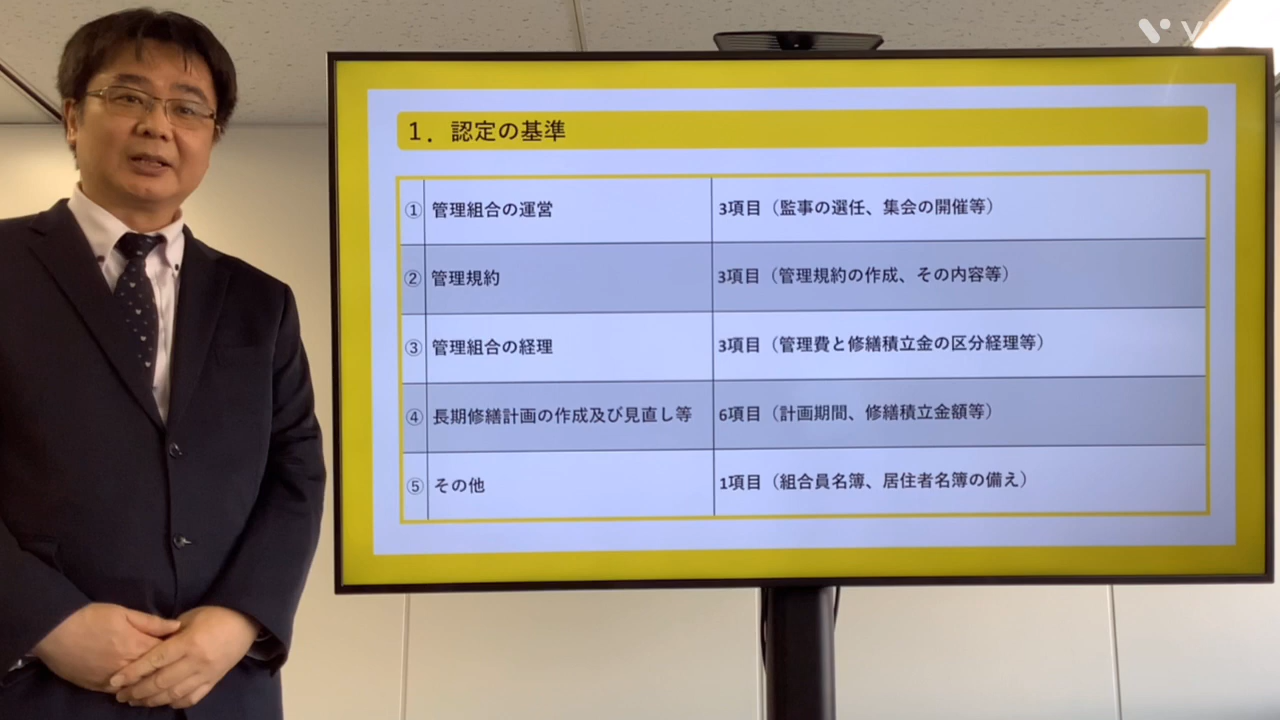 1．認定の基準
① 管理組合の運営 3項目（監事の選任、集会の開催等）
② 管理規約 3項目（管理規約の作成、その内容等）
③ 管理組合の経理 3項目（管理費と修繕積立金の区分経理等）
④ 長期修繕計画の作成及び見直し等 6項目（計画期間、修繕積立金額等）
⑤ その他 1項目（組合員名簿、居住者名簿の備え）